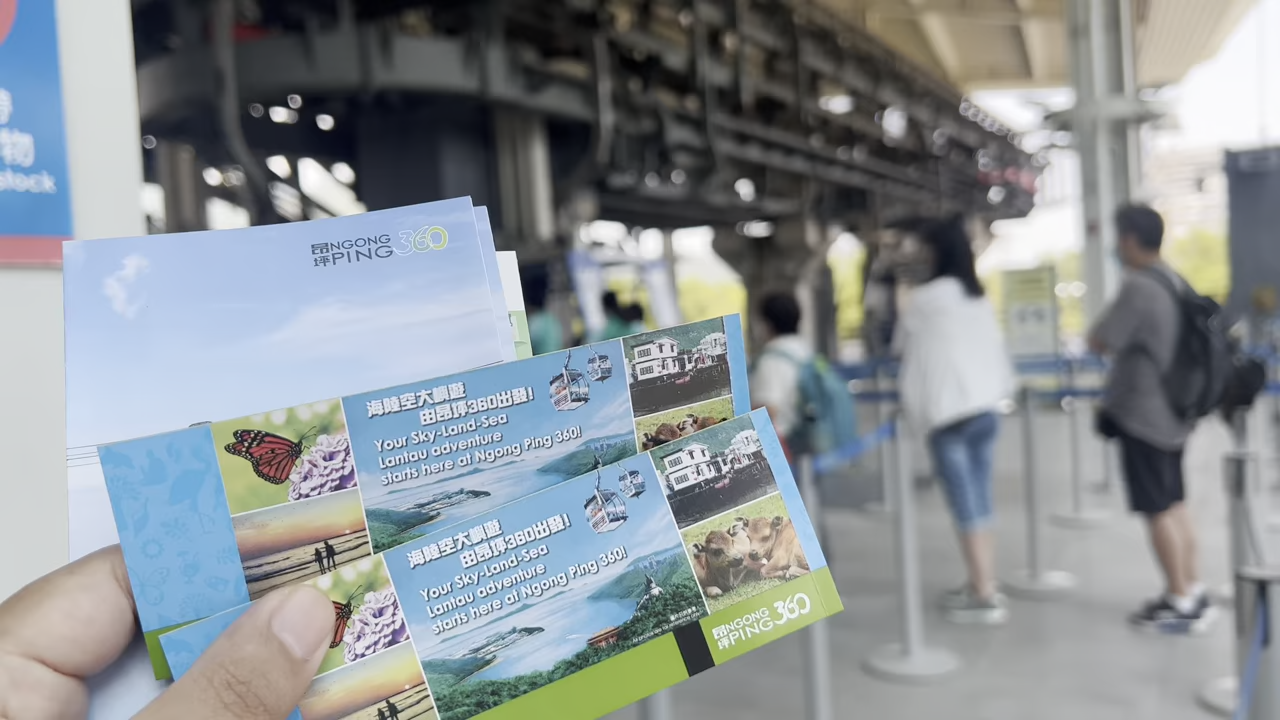 物
stock
昂坪 NGONG PING 360
海陸空大嶼遊
由昂坪360出發!
Your Sky-Land-Sea
Lantau adventure
starts here at Ngong Ping 360!
海陸空大嶼遊
由昂坪360出發!
Your Sky-Land-Sea
Lantau adventure
starts here at Ngong Ping 360!
昂坪 NGONG PING 360